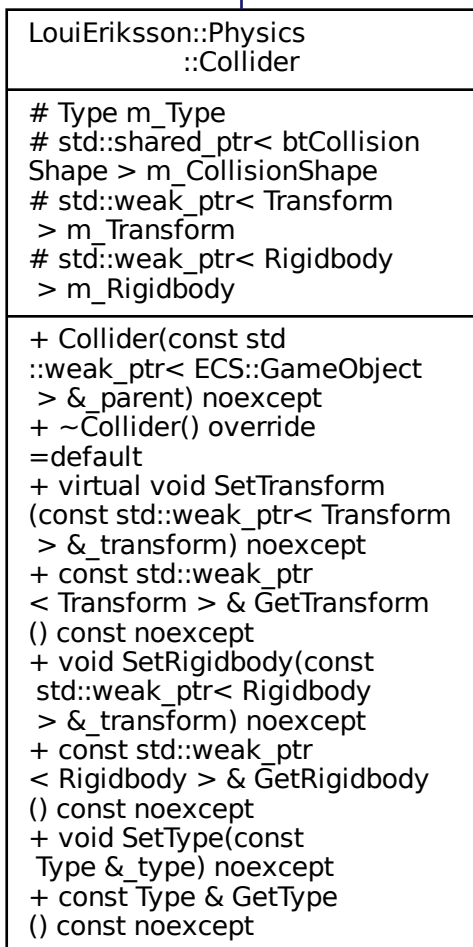 LouiEriksson::Physics
::Collider
# Type m_Type
# std::shared_ptr< btCollision
Shape > m_CollisionShape
# std::weak_ptr< Transform
> m_Transform
# std::weak_ptr< Rigidbody
> m_Rigidbody
+ Collider(const std
::weak_ptr< ECS::GameObject
> &_parent) noexcept
+ ~Collider() override
=default
+ virtual void SetTransform
(const std::weak_ptr< Transform
> &_transform) noexcept
+ const std::weak_ptr
< Transform > & GetTransform
() const noexcept
+ void SetRigidbody(const
std::weak_ptr< Rigidbody
> &_transform) noexcept
+ const std::weak_ptr
< Rigidbody > & GetRigidbody
() const noexcept
+ void SetType(const
Type &_type) noexcept
+ const Type & GetType
() const noexcept